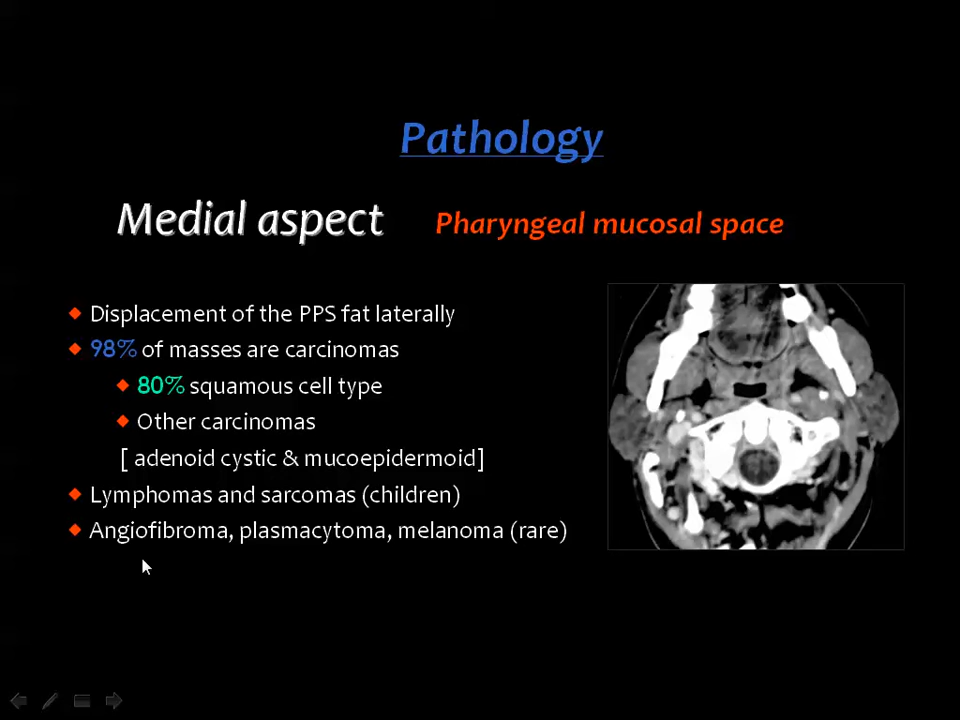 Pathology
Medial aspect Pharyngeal mucosal space
Displacement of the PPS fat laterally
98% of masses are carcinomas
80% squamous cell type
Other carcinomas
[ adenoid cystic & mucoepidermoid]
Lymphomas and sarcomas (children)
Angiofibroma, plasmacytoma, melanoma (rare)